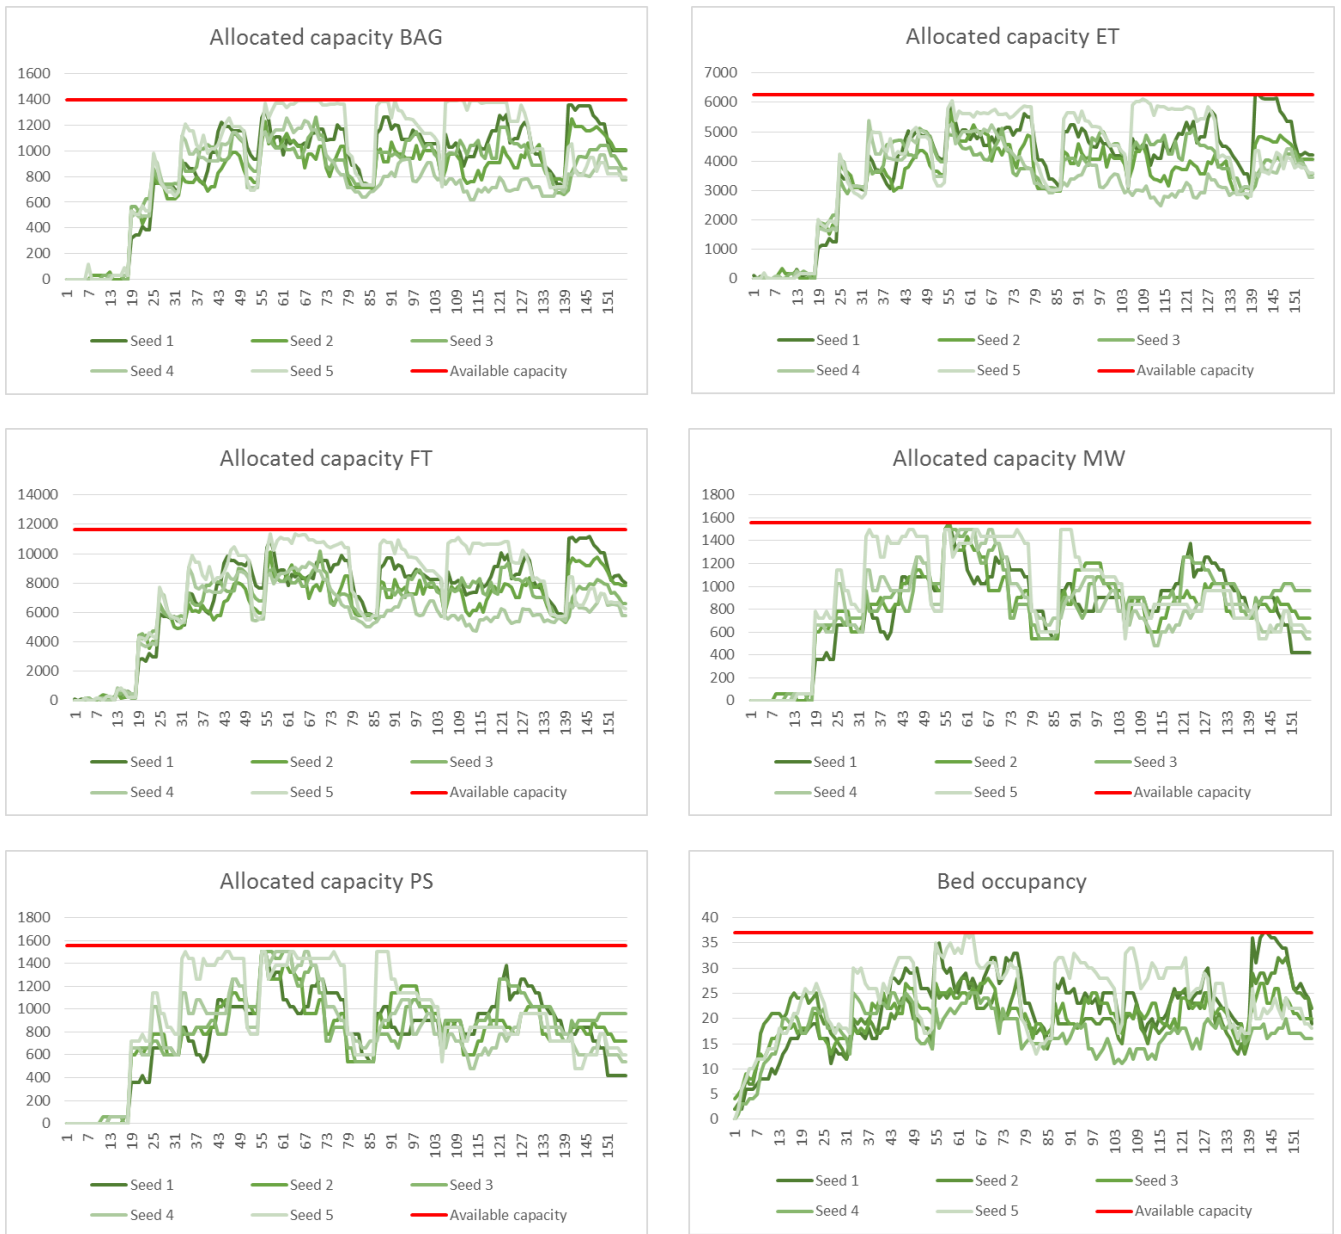 Allocated capacity BAG
1600
1400
1200
1000
800
600
400
200
0
1 7 13 19 25 31 37 43 49 55 61 67 73 79 85 91 97 103 109 115 121 127 133 139 145 151
Seed 1 Seed 2 Seed 3
Seed 4 Seed 5 Available capacity
Allocated capacity ET
7000
6000
5000
4000
3000
2000
1000
0
1 7 13 19 25 31 37 43 49 55 61 67 73 79 85 91 97 103 109 115 121 127 133 139 145 151
Seed 1 Seed 2 Seed 3
Seed 4 Seed 5 Available capacity
Allocated capacity FT
14000
12000
10000
8000
6000
4000
2000
0
1 7 13 19 25 31 37 43 49 55 61 67 73 79 85 91 97 103 109 115 121 127 133 139 145 151
Seed 1 Seed 2 Seed 3
Seed 4 Seed 5 Available capacity
Allocated capacity MW
1800
1600
1400
1200
1000
800
600
400
200
0
1 7 13 19 25 31 37 43 49 55 61 67 73 79 85 91 97 103 109 115 121 127 133 139 145 151
Seed 1 Seed 2 Seed 3
Seed 4 Seed 5 Available capacity
Allocated capacity PS
1800
1600
1400
1200
1000
800
600
400
200
0
1 7 13 19 25 31 37 43 49 55 61 67 73 79 85 91 97 103 109 115 121 127 133 139 145 151
Seed 1 Seed 2 Seed 3
Seed 4 Seed 5 Available capacity
Bed occupancy
40
35
30
25
20
15
10
5
0
1 7 13 19 25 31 37 43 49 55 61 67 73 79 85 91 97 103 109 115 121 127 133 139 145 151
Seed 1 Seed 2 Seed 3
Seed 4 Seed 5 Available capacity